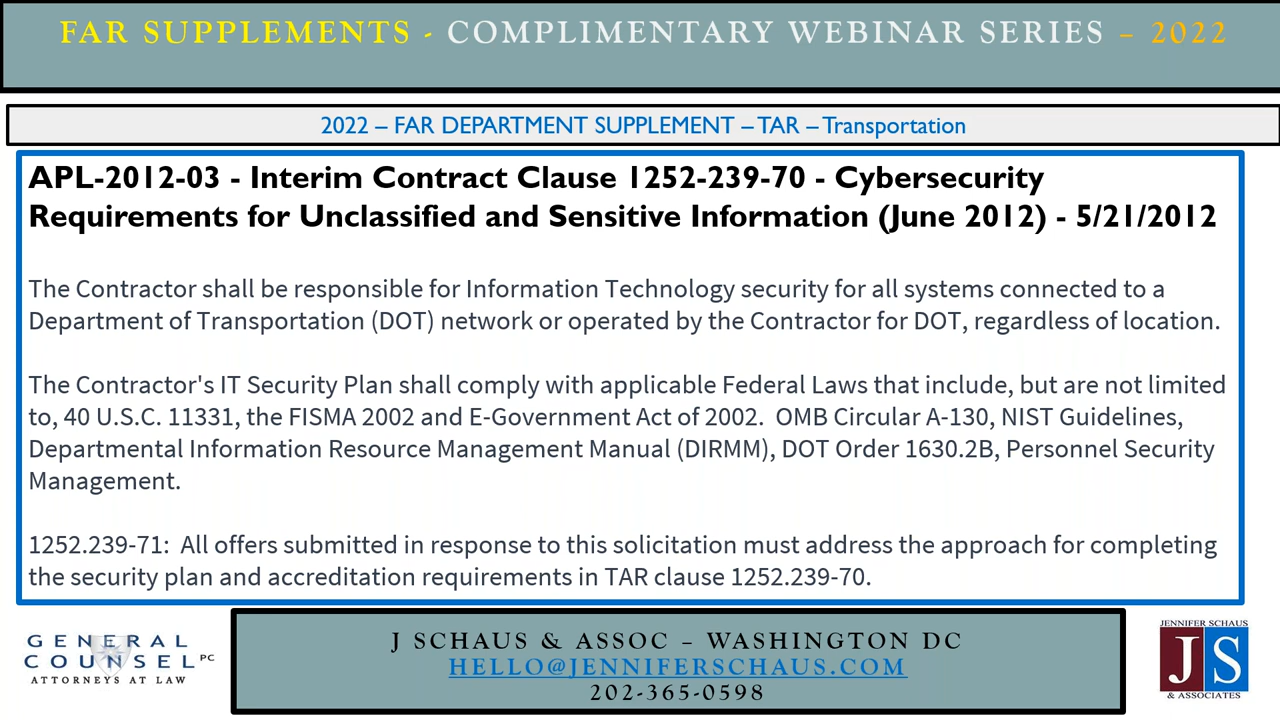 FAR SUPPLEMENTS - COMPLIMENTARY WEBINAR SERIES – 2022
2022 – FAR DEPARTMENT SUPPLEMENT – TAR – Transportation
APL-2012-03 - Interim Contract Clause 1252-239-70 - Cybersecurity
Requirements for Unclassified and Sensitive Information (June 2012) - 5/21/2012
The Contractor shall be responsible for Information Technology security for all systems connected to a
Department of Transportation (DOT) network or operated by the Contractor for DOT, regardless of location.
The Contractor's IT Security Plan shall comply with applicable Federal Laws that include, but are not limited
to, 40 U.S.C. 11331, the FISMA 2002 and E-Government Act of 2002.  OMB Circular A-130, NIST Guidelines,
Departmental Information Resource Management Manual (DIRMM), DOT Order 1630.2B, Personnel Security
Management.
1252.239-71:  All offers submitted in response to this solicitation must address the approach for completing
the security plan and accreditation requirements in TAR clause 1252.239-70.
GENERAL
COUNSEL PC
ATTORNEYS AT LAW
J SCHAUS & ASSOC – WASHINGTON DC
HELLO@JENNIFERSCHAUS.COM
202-365-0598
JENNIFER SCHAUS
JS
& ASSOCIATES